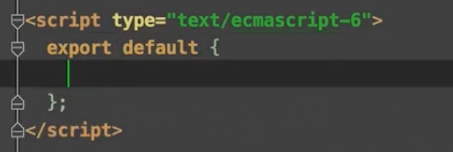 <script type="text/ecmascript-6">
export default {
};
</script>